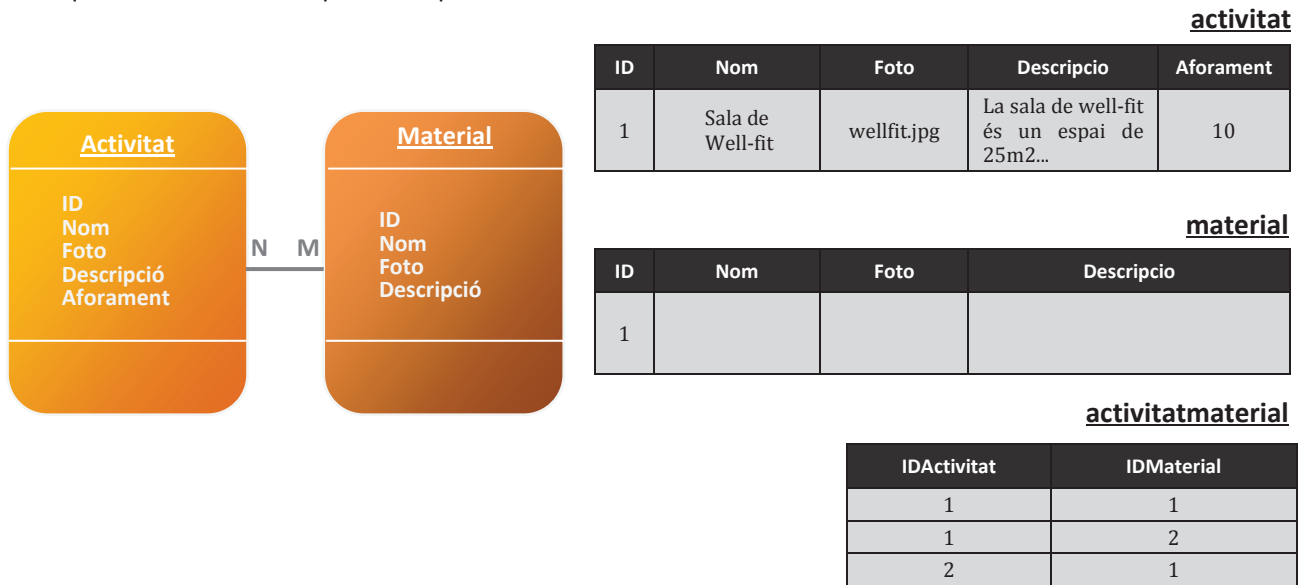 activitat
ID Nom Foto Descripcio Aforament
1 Sala de Well-fit wellfit.jpg La sala de well-fit és un espai de 25m2... 10
Activitat
ID
Nom
Foto
Descripció
Aforament
N M
Material
ID
Nom
Foto
Descripció
material
ID Nom Foto Descripcio
1
activitatmaterial
IDActivitat IDMaterial
1 1
1 2
2 1